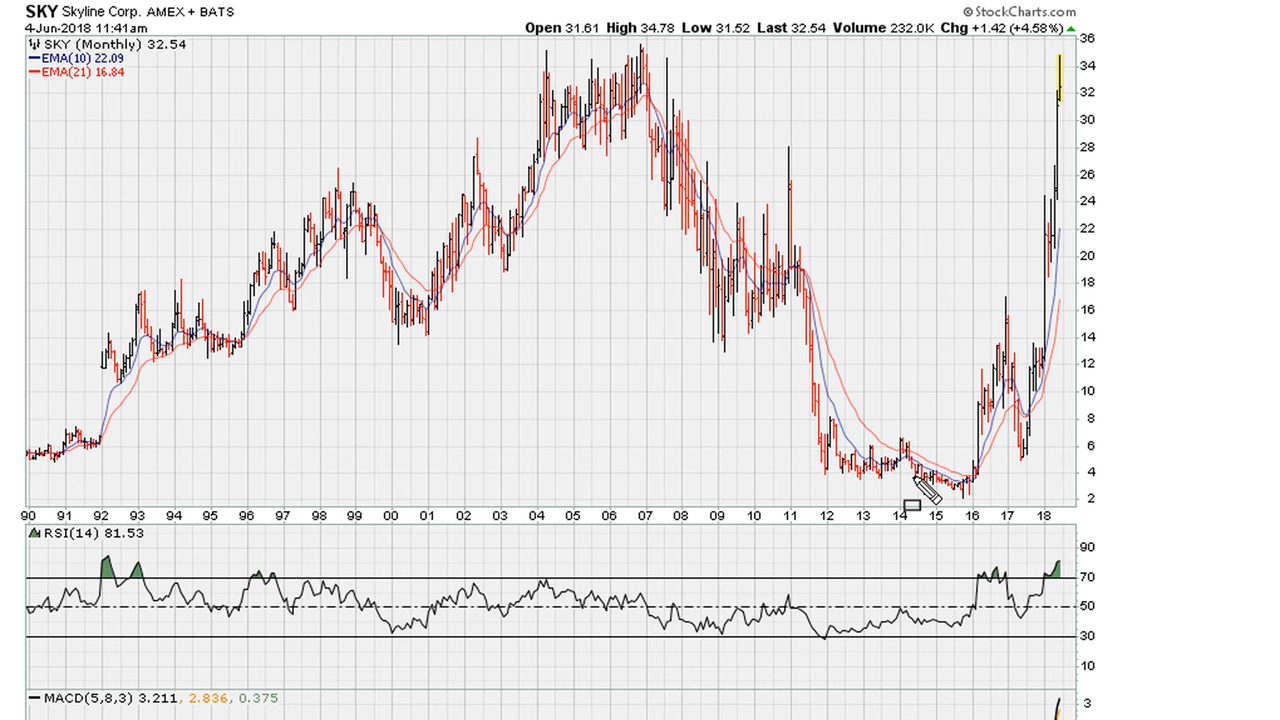 SKY Skyline Corp. AMEX + BATS
© StockCharts.com
4-Jun-2018 11:41am
Open 31.61 High 34.78 Low 31.52 Last 32.54 Volume 232.0K Chg +1.42 (+4.58%)
SKY (Monthly) 32.54
EMA(10) 22.09
EMA(21) 16.84
36
34
32
30
28
26
24
22
20
18
16
14
12
10
8
6
4
2
90 91 92 93 94 95 96 97 98 99 00 01 02 03 04 05 06 07 08 09 10 11 12 13 14 15 16 17 18
RSI(14) 81.53
90
70
50
30
10
MACD(5,8,3) 3.211, 2.836, 0.375
3